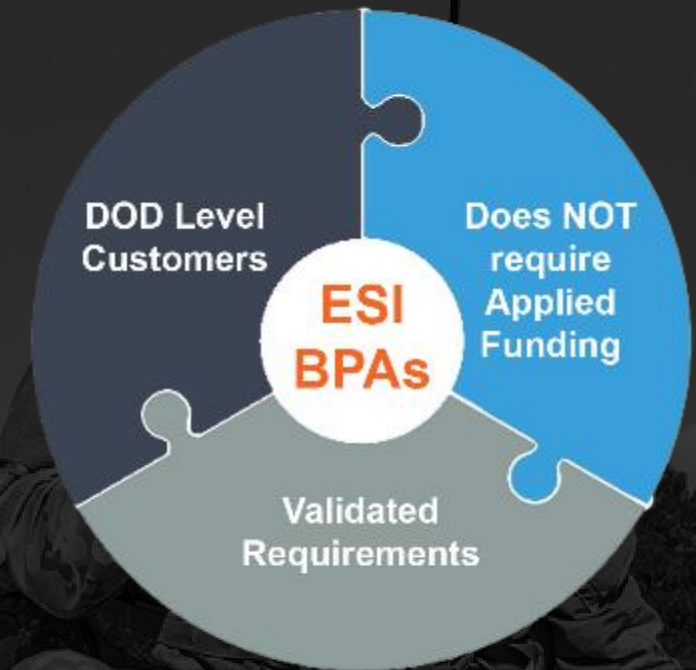 DOD Level
Customers
Does NOT
require
Applied
Funding
ESI
BPAs
Validated
Requirements